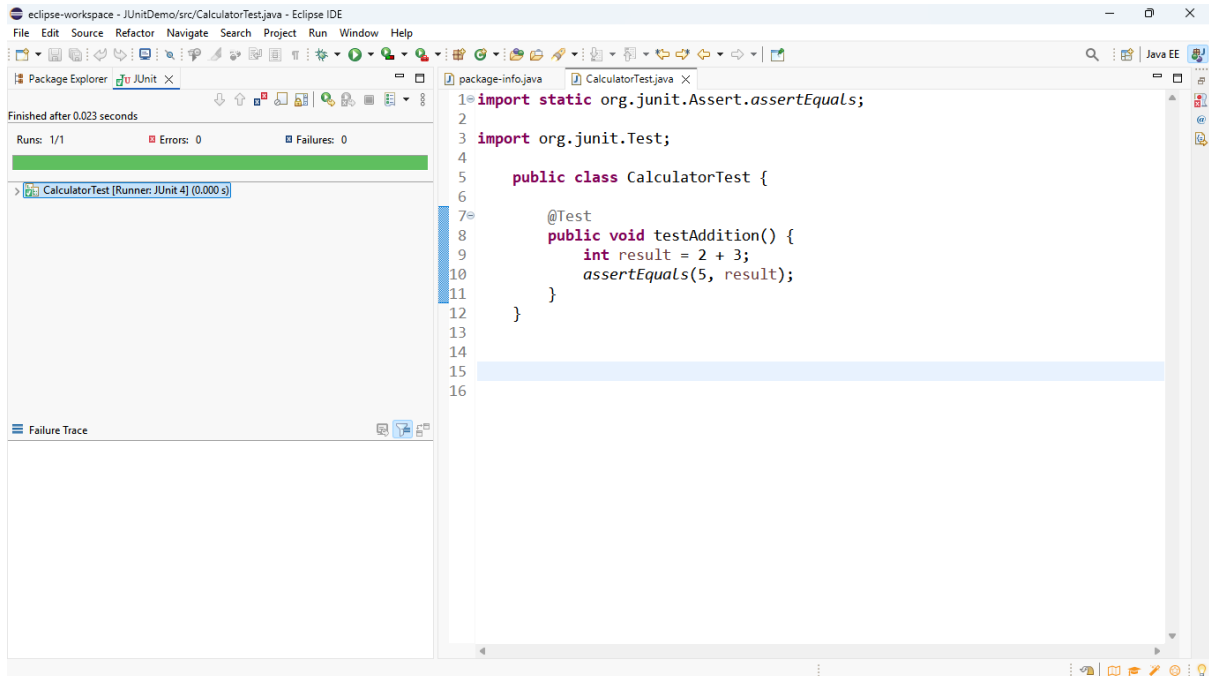 eclipse-workspace - JUnitDemo/src/CalculatorTest.java - Eclipse IDE
File Edit Source Refactor Navigate Search Project Run Window Help
Java EE
Package Explorer JUnit
Finished after 0.023 seconds
Runs: 1/1 Errors: 0 Failures: 0
CalculatorTest [Runner: JUnit 4] (0.000 s)
Failure Trace
package-info.java CalculatorTest.java
1 import static org.junit.Assert.assertEquals;
2
3 import org.junit.Test;
4
5 public class CalculatorTest {
6
7 @Test
8 public void testAddition() {
9 int result = 2 + 3;
10 assertEquals(5, result);
11 }
12 }
13
14
15
16